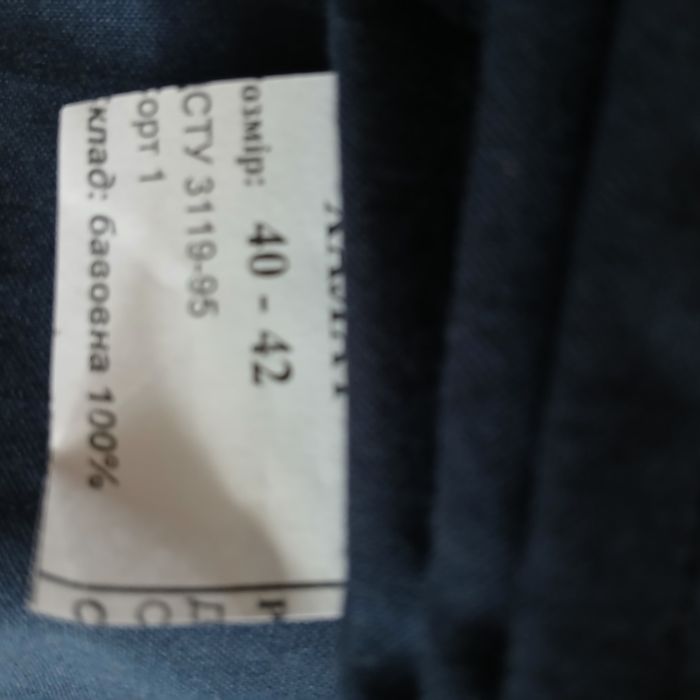 озмір: 40 - 42
СТУ 3119-95
орт 1
клад: бавовна 100%
Р
Д
С
С